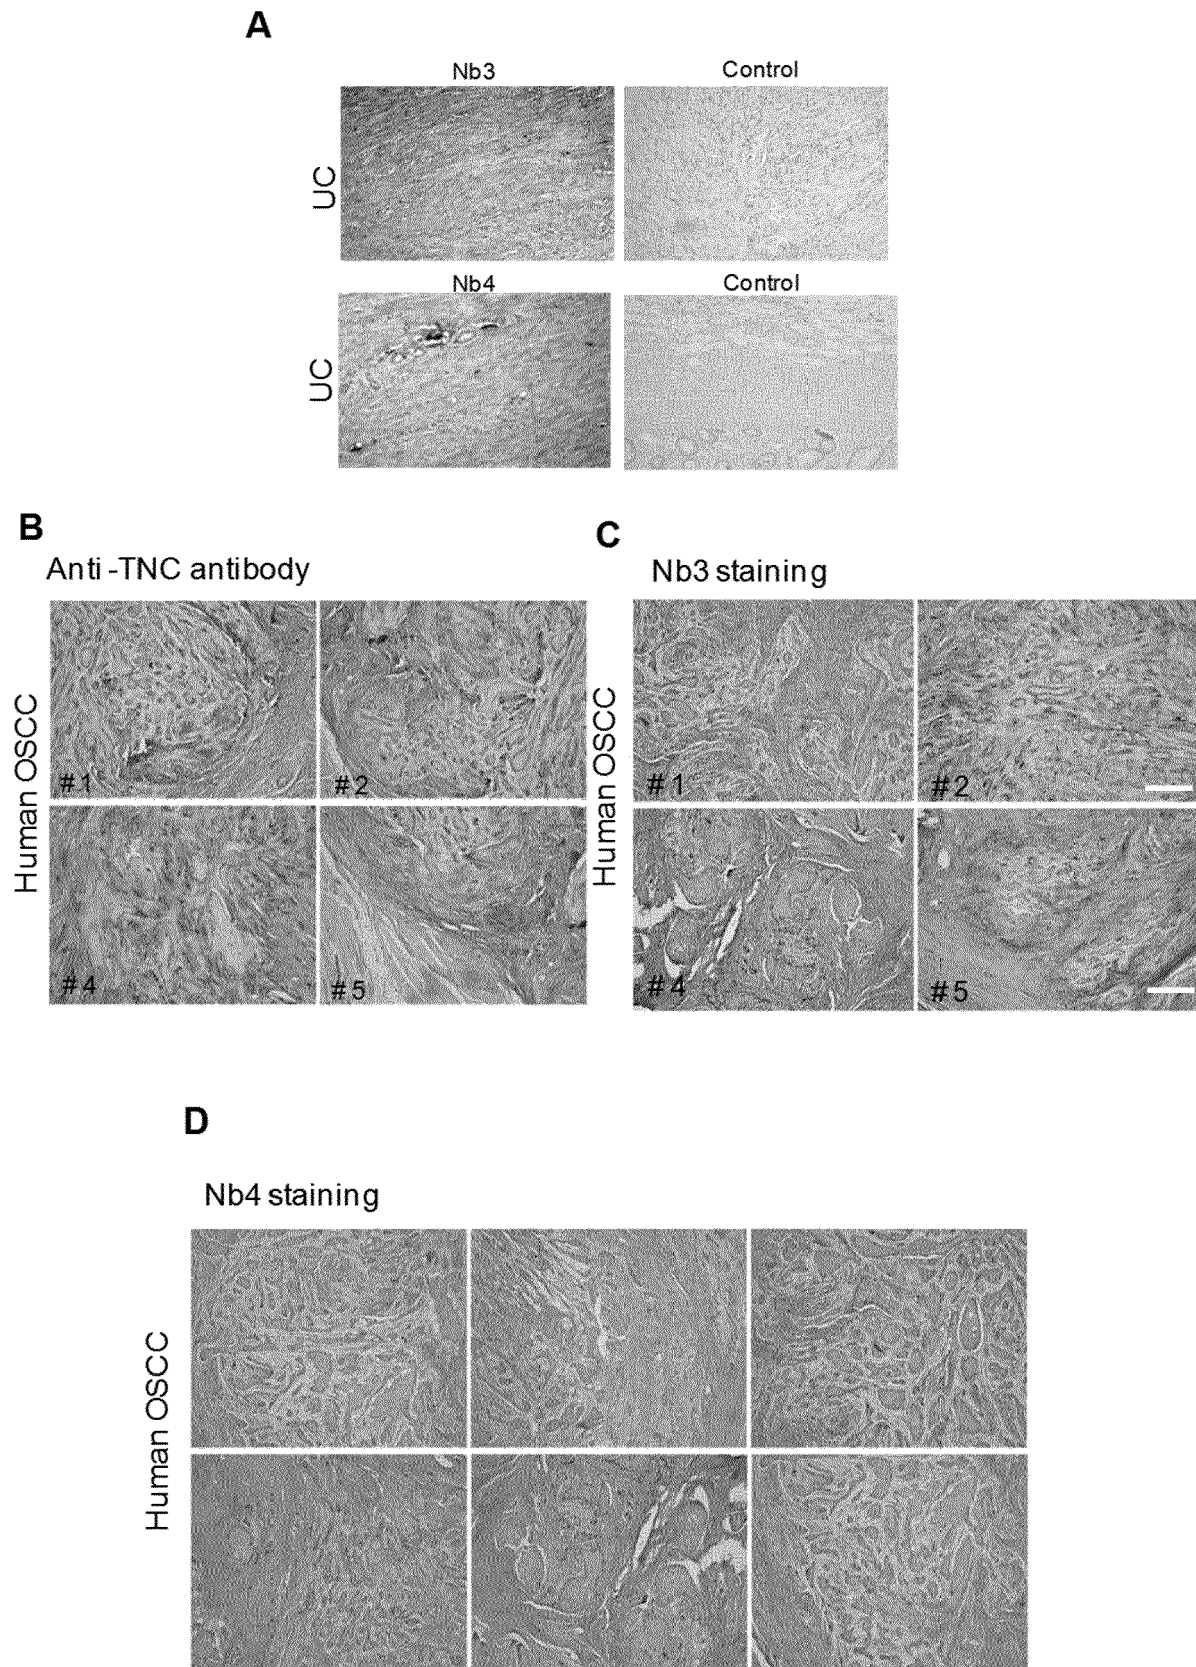 A
Nb3
Control
UC
Nb4
Control
UC
B
Anti-TNC antibody
Human OSCC
#1
#2
#4
#5
C
Nb3 staining
Human OSCC
#1
#2
#4
#5
D
Nb4 staining
Human OSCC